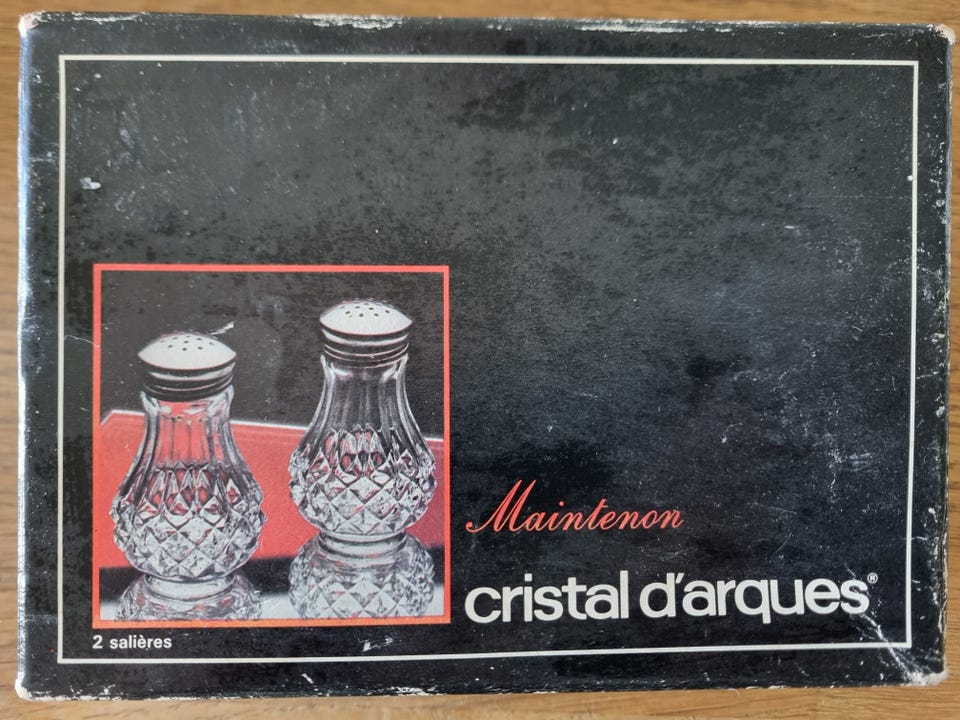 Maintenon
cristal d'arques®
2 salières